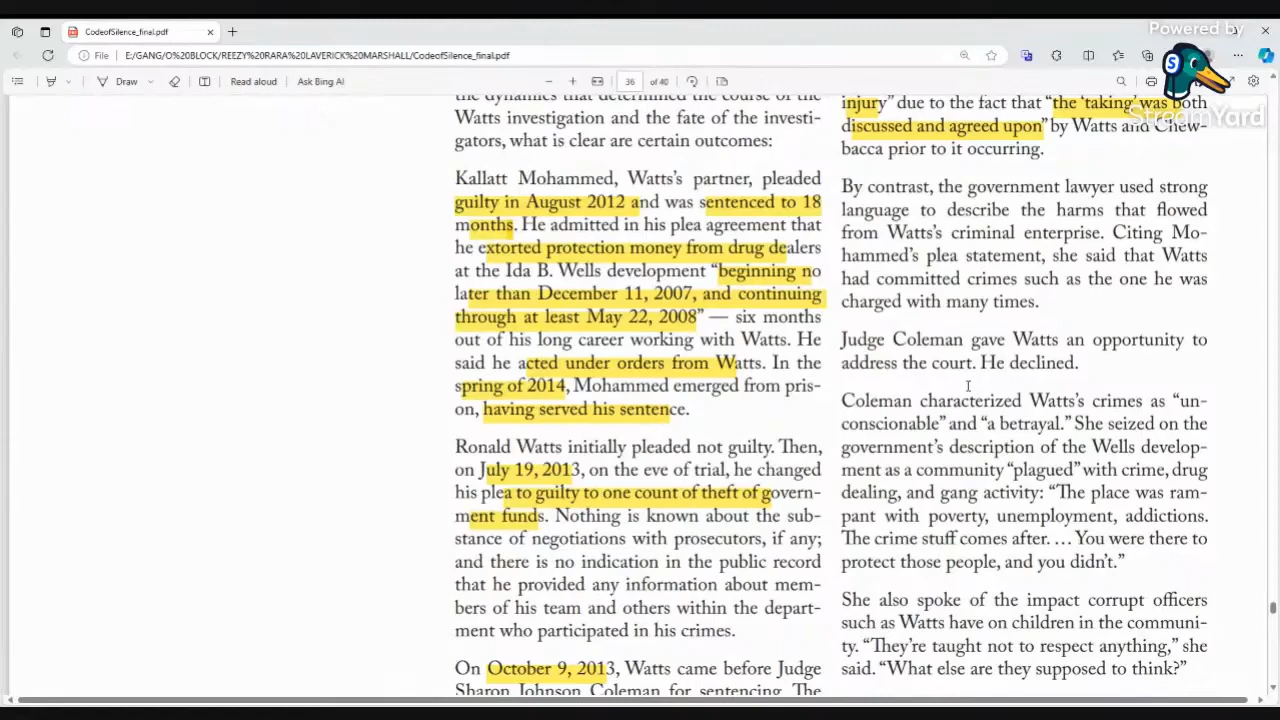 CodeofSilence_final.pdf
Powered by
File
E:/GANG/O%20BLOCK/REEZY%20RARA%20LAVERICK%20MARSHALL/CodeofSilence_final.pdf
Draw
Read aloud
Ask Bing AI
36
of 40
StreamYard
the dynamics that determined the course of the
Watts investigation and the fate of the investi-
gators, what is clear are certain outcomes:
Kallatt Mohammed, Watts’s partner, pleaded
guilty in August 2012 and was sentenced to 18
months. He admitted in his plea agreement that
he extorted protection money from drug dealers
at the Ida B. Wells development “beginning no
later than December 11, 2007, and continuing
through at least May 22, 2008” — six months
out of his long career working with Watts. He
said he acted under orders from Watts. In the
spring of 2014, Mohammed emerged from pris-
on, having served his sentence.
Ronald Watts initially pleaded not guilty. Then,
on July 19, 2013, on the eve of trial, he changed
his plea to guilty to one count of theft of govern-
ment funds. Nothing is known about the sub-
stance of negotiations with prosecutors, if any;
and there is no indication in the public record
that he provided any information about mem-
bers of his team and others within the depart-
ment who participated in his crimes.
On October 9, 2013, Watts came before Judge
Sharon Johnson Coleman for sentencing. The
injury” due to the fact that “the ‘taking’ was both
discussed and agreed upon” by Watts and Chew-
bacca prior to it occurring.
By contrast, the government lawyer used strong
language to describe the harms that flowed
from Watts’s criminal enterprise. Citing Mo-
hammed’s plea statement, she said that Watts
had committed crimes such as the one he was
charged with many times.
Judge Coleman gave Watts an opportunity to
address the court. He declined.
Coleman characterized Watts’s crimes as “un-
conscionable” and “a betrayal.” She seized on the
government’s description of the Wells develop-
ment as a community “plagued” with crime, drug
dealing, and gang activity: “The place was ram-
pant with poverty, unemployment, addictions.
The crime stuff comes after. … You were there to
protect those people, and you didn’t.”
She also spoke of the impact corrupt officers
such as Watts have on children in the communi-
ty. “They’re taught not to respect anything,” she
said. “What else are they supposed to think?”